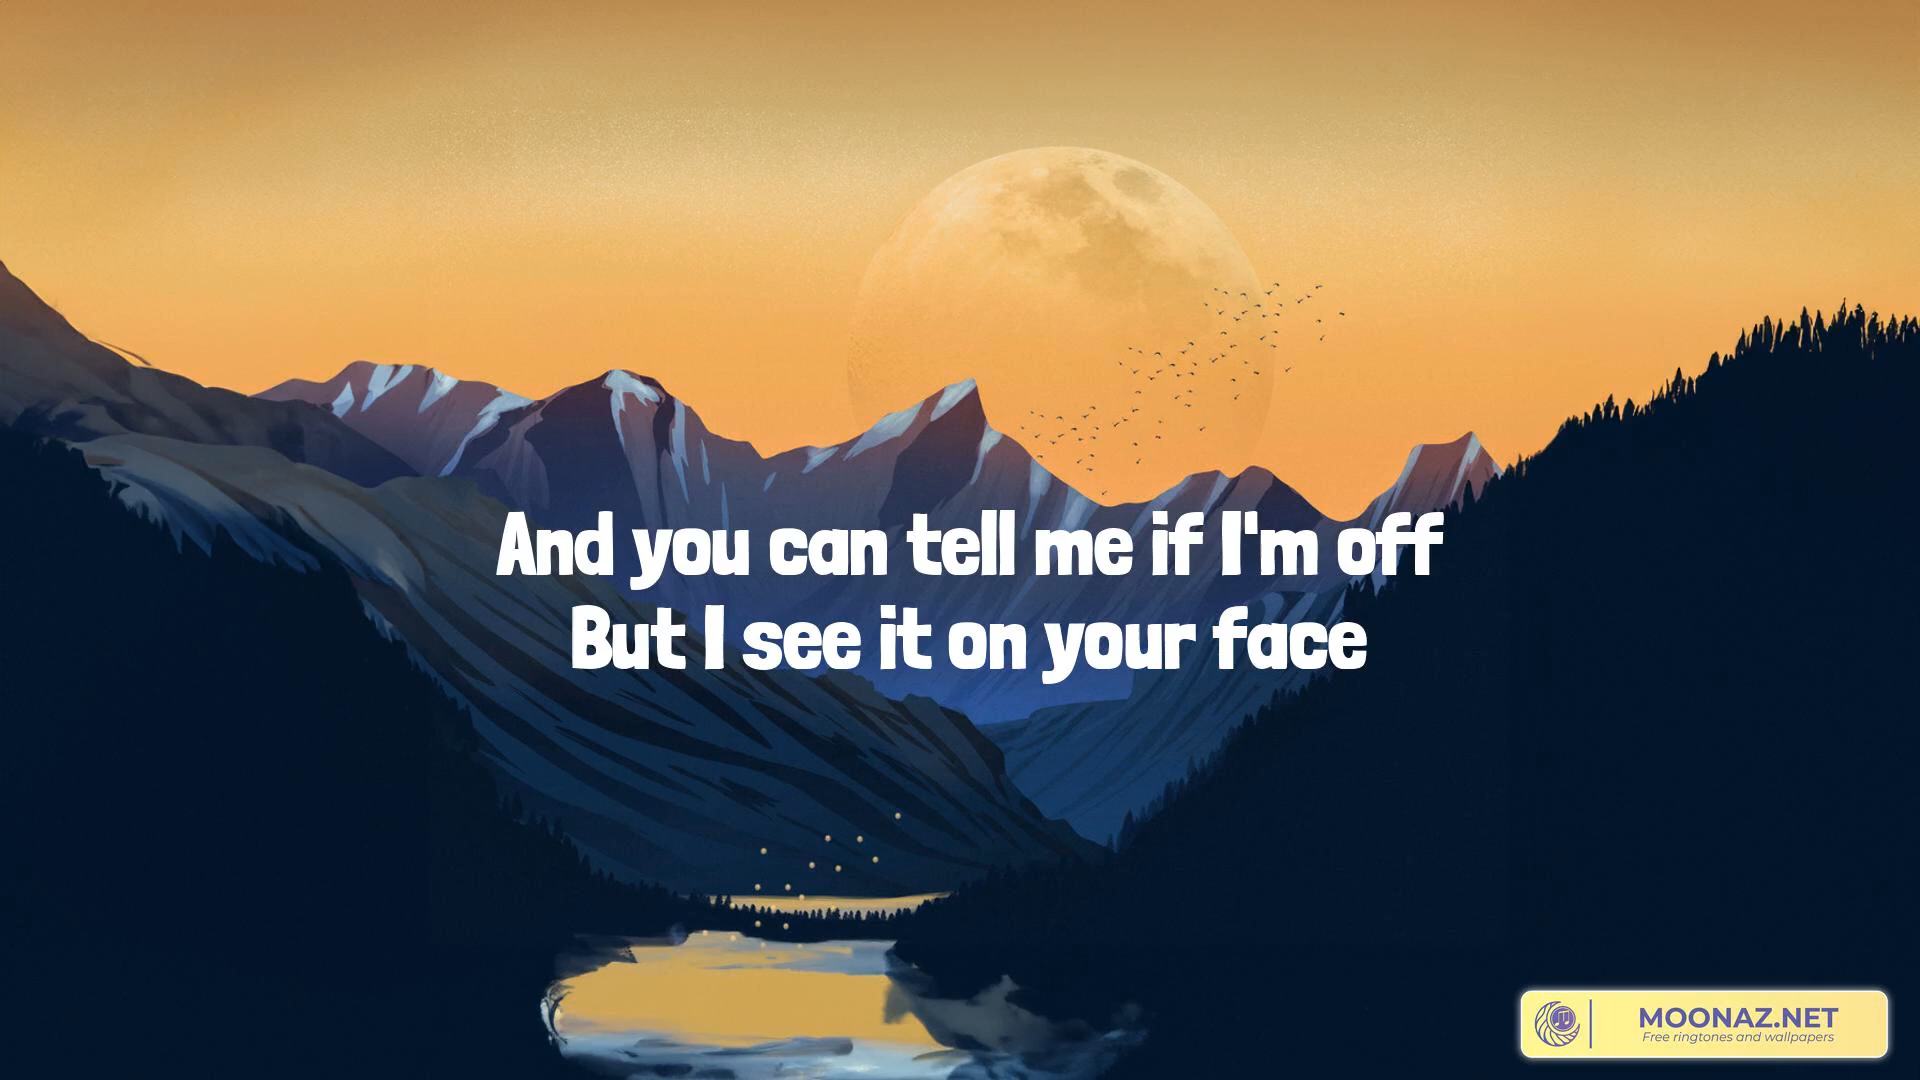 And you can tell me if I'm off
But I see it on your face
MOONAZ.NET
Free ringtones and wallpapers